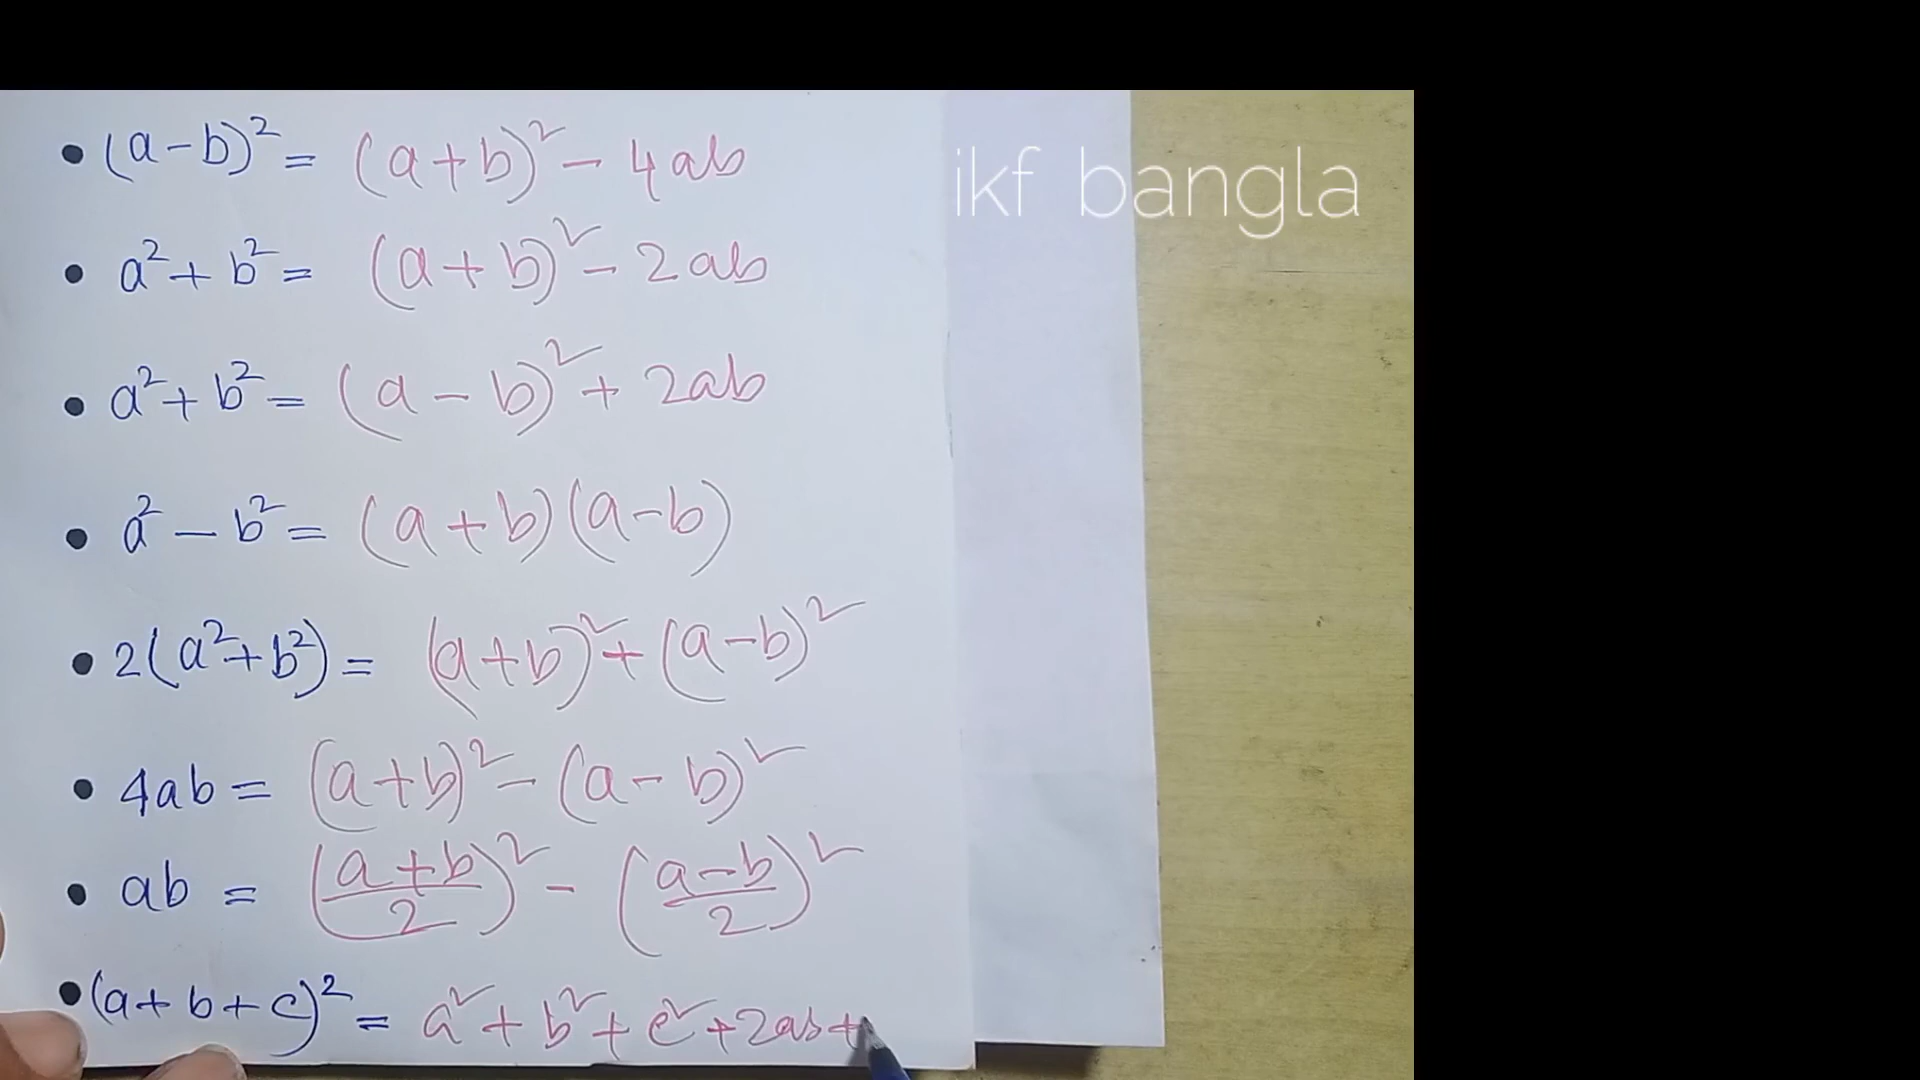 ikf bangla
• (a-b)² = (a+b)² - 4ab
• a² + b² = (a+b)² - 2ab
• a² + b² = (a - b)² + 2ab
• a² - b² = (a+b)(a-b)
• 2(a²+b²) = (a+b)² + (a-b)²
• 4ab = (a+b)² - (a-b)²
• ab = ((a+b)/2)² - ((a-b)/2)²
• (a+b+c)² = a² + b² + c² + 2ab +